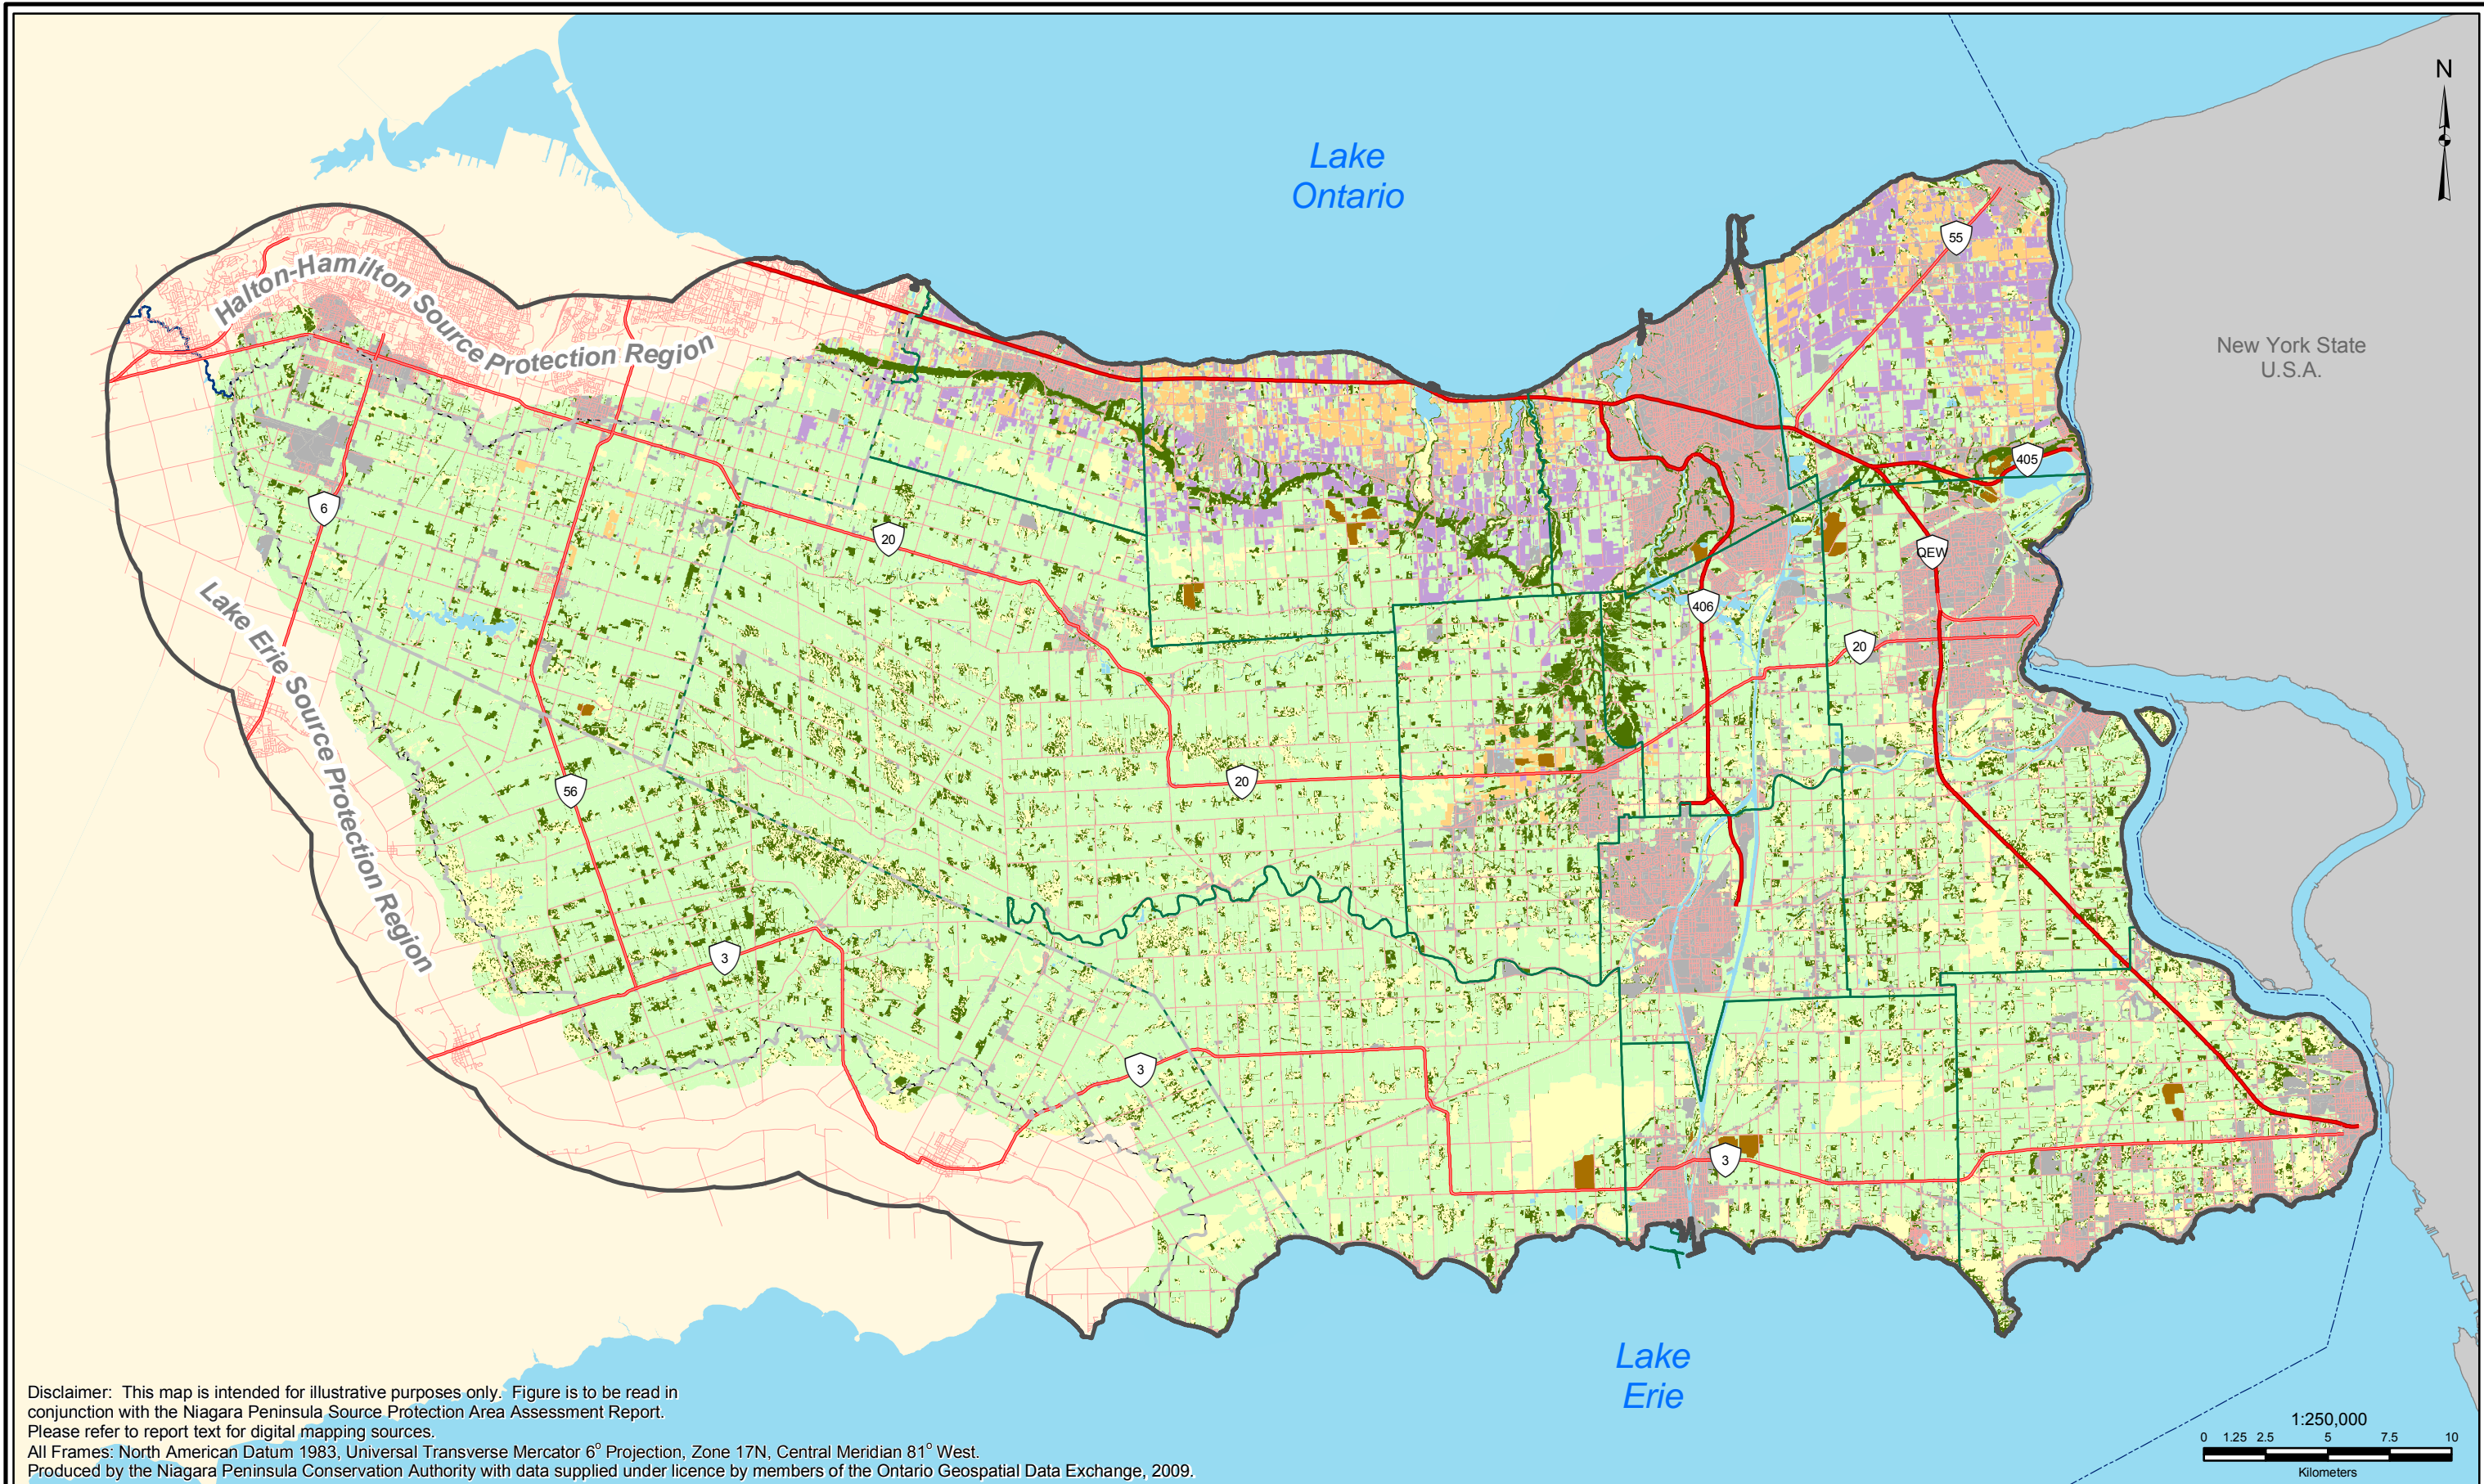 N
Lake
Ontario
55
New York State
U.S.A.
Halton-Hamilton Source Protection Region
405
6
20
QEW
406
20
Lake Erie Source Protection Region
20
56
3
3
3
Lake
Erie
Disclaimer: This map is intended for illustrative purposes only. Figure is to be read in
conjunction with the Niagara Peninsula Source Protection Area Assessment Report.
Please refer to report text for digital mapping sources.
All Frames: North American Datum 1983, Universal Transverse Mercator 6° Projection, Zone 17N, Central Meridian 81° West.
Produced by the Niagara Peninsula Conservation Authority with data supplied under licence by members of the Ontario Geospatial Data Exchange, 2009.
1:250,000
0 1.25 2.5 5 7.5 10
Kilometers